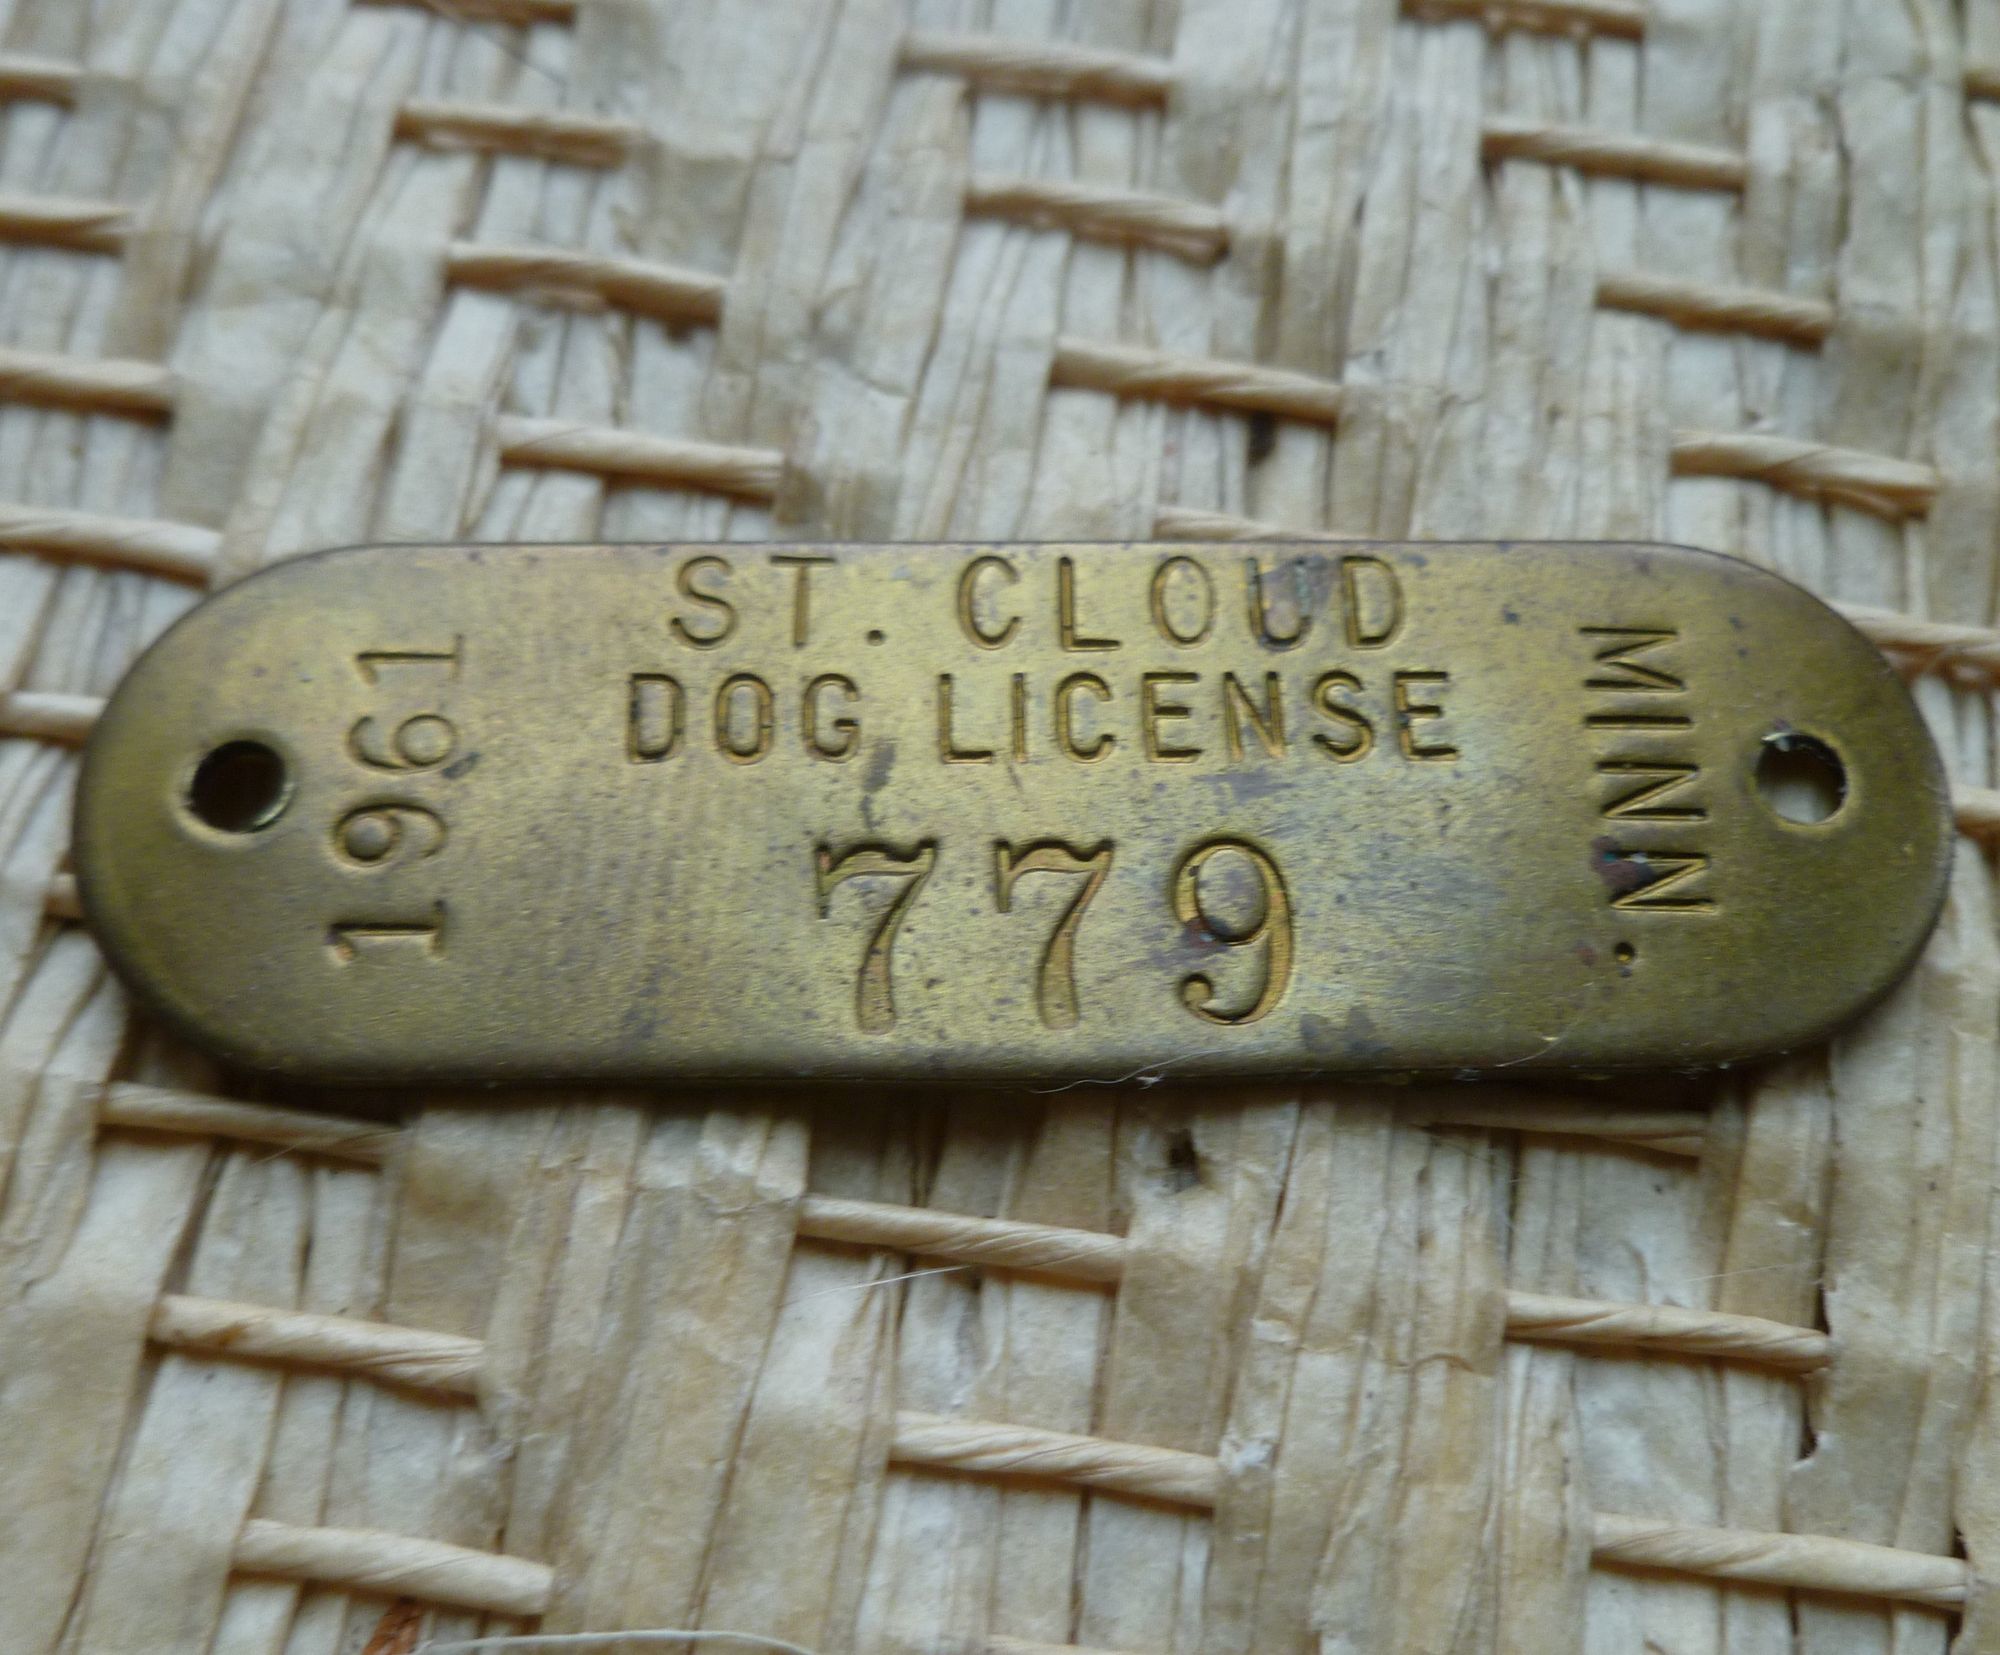 1961
ST. CLOUD
DOG LICENSE
779
MINN.